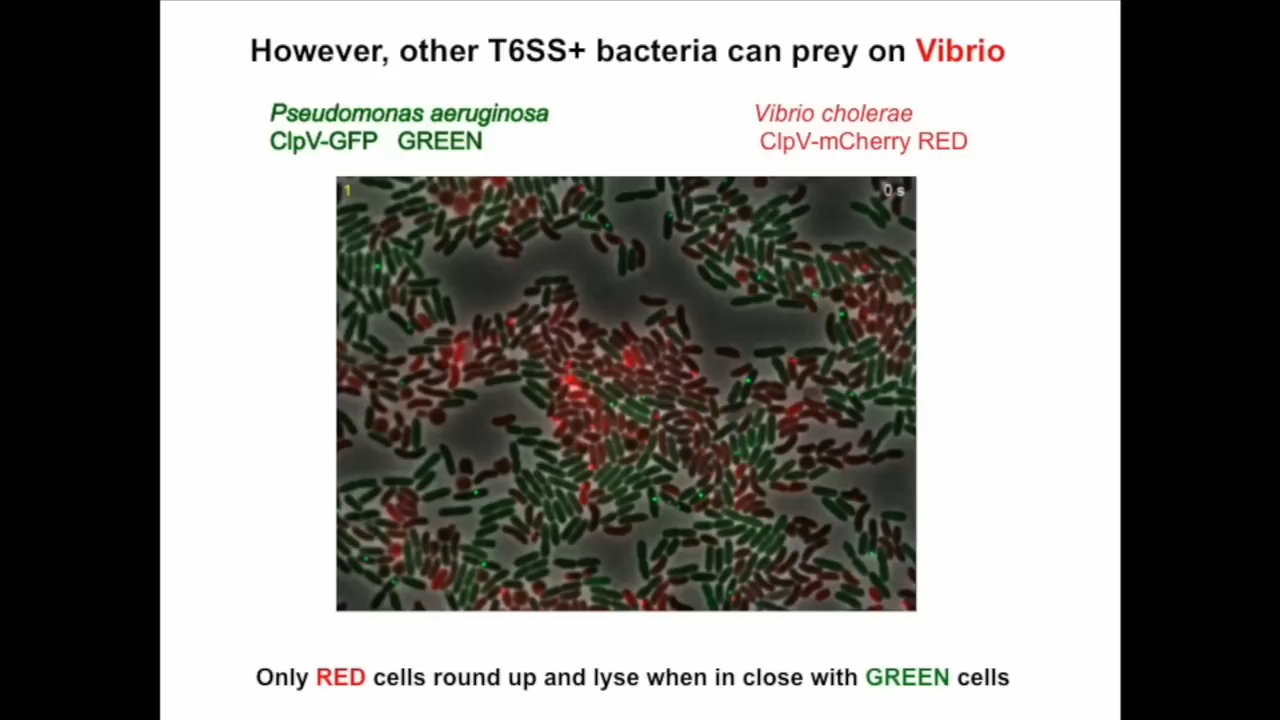 However, other T6SS+ bacteria can prey on Vibrio
Pseudomonas aeruginosa
ClpV-GFP GREEN
Vibrio cholerae
ClpV-mCherry RED
1
0 s
Only RED cells round up and lyse when in close with GREEN cells